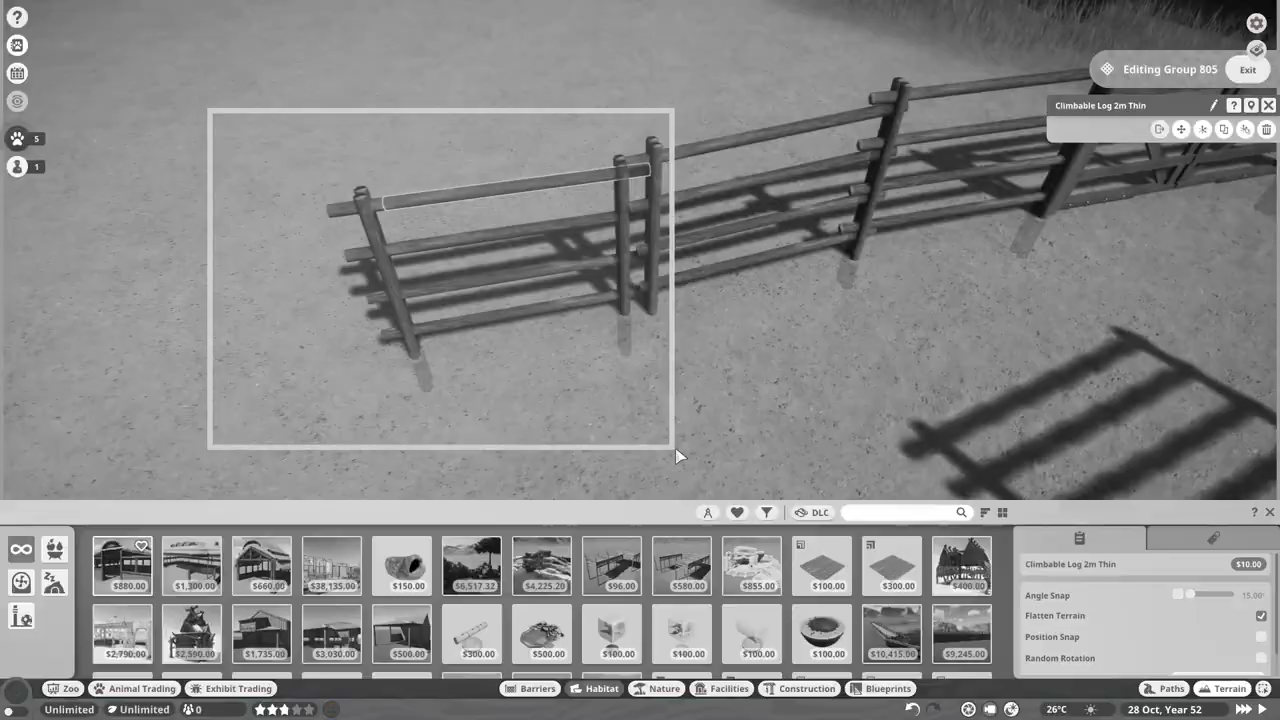 Editing Group 805
Exit
Climbable Log 2m Thin
5
1
DLC
$880.00
$1,300.00
$660.00
$38,135.00
$150.00
$6,517.32
$4,225.20
$96.00
$580.00
$855.00
$100.00
$300.00
$400.00
$2,790.00
$2,590.00
$1,735.00
$3,030.00
$500.00
$300.00
$500.00
$100.00
$100.00
$100.00
$100.00
$10,415.00
$9,245.00
Climbable Log 2m Thin
$10.00
Angle Snap
15.00°
Flatten Terrain
Position Snap
Random Rotation
Zoo
Animal Trading
Exhibit Trading
Barriers
Habitat
Nature
Facilities
Construction
Blueprints
Paths
Terrain
Unlimited
Unlimited
0
26°C
28 Oct, Year 52